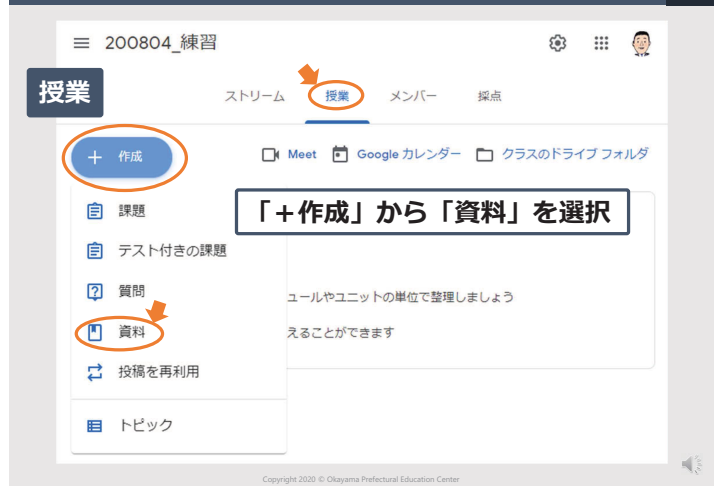 200804_練習
授業
ストリーム 授業 メンバー 採点
+ 作成 Meet Google カレンダー クラスのドライブ フォルダ
課題
「+作成」から「資料」を選択
テスト付きの課題
質問
ュールやユニットの単位で整理しましょう
資料
えることができます
投稿を再利用
トピック
Copyright 2020 © Okayama Prefectural Education Center